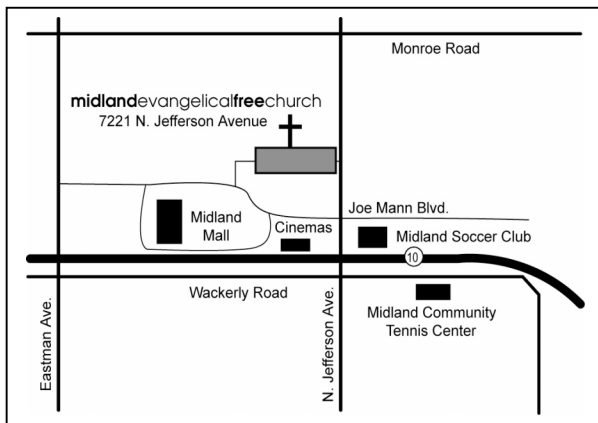 Monroe Road
midlandevangelicalfreechurch
7221 N. Jefferson Avenue
Joe Mann Blvd.
Midland
Mall
Cinemas
Midland Soccer Club
10
Wackerly Road
Midland Community
Tennis Center
Eastman Ave.
N. Jefferson Ave.